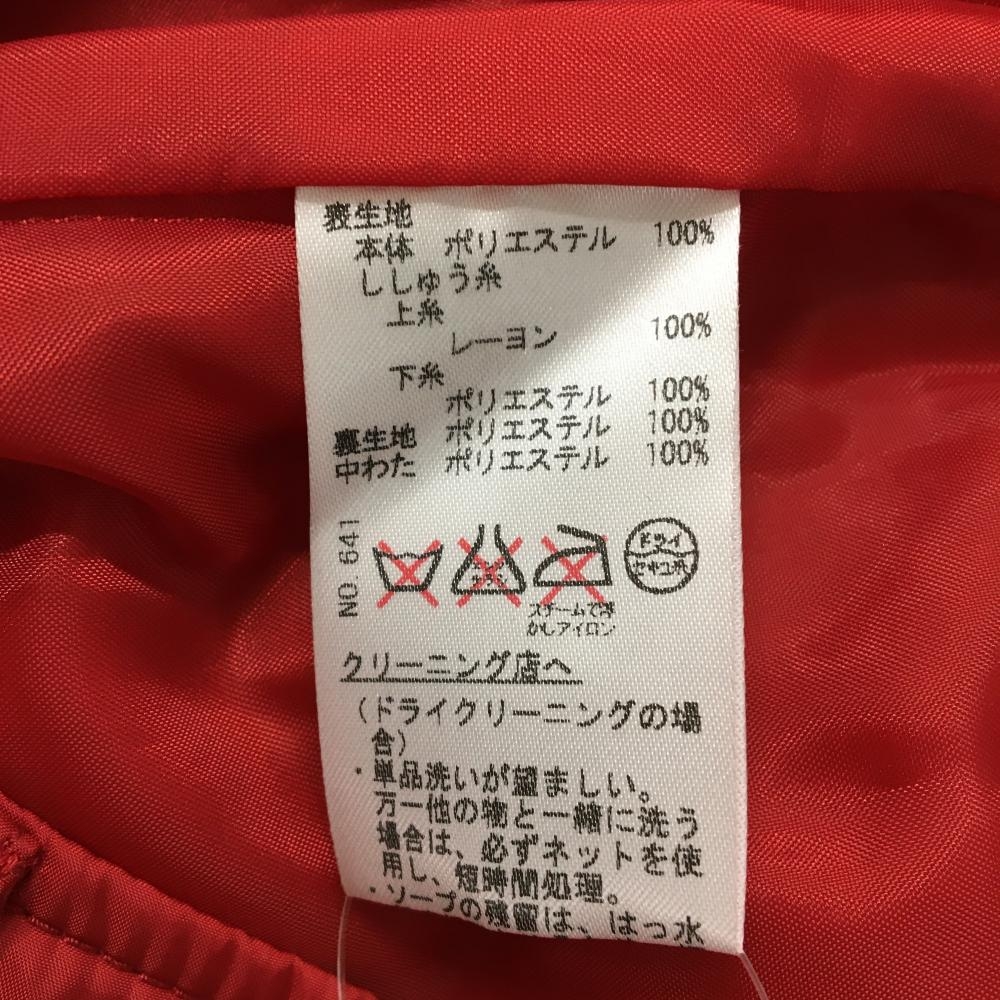 表生地
本体 ポリエステル 100%
ししゅう糸
上糸
レーヨン 100%
下糸
ポリエステル 100%
裏生地 ポリエステル 100%
中わた ポリエステル 100%
NO. 641
ドライ
セキユ系
スチームで浮
かしアイロン
クリーニング店へ
(ドライクリーニングの場
合)
・単品洗いが望ましい。
万一他の物と一緒に洗う
場合は、必ずネットを使
用し、短時間処理。
・ソープの残留は、はっ水